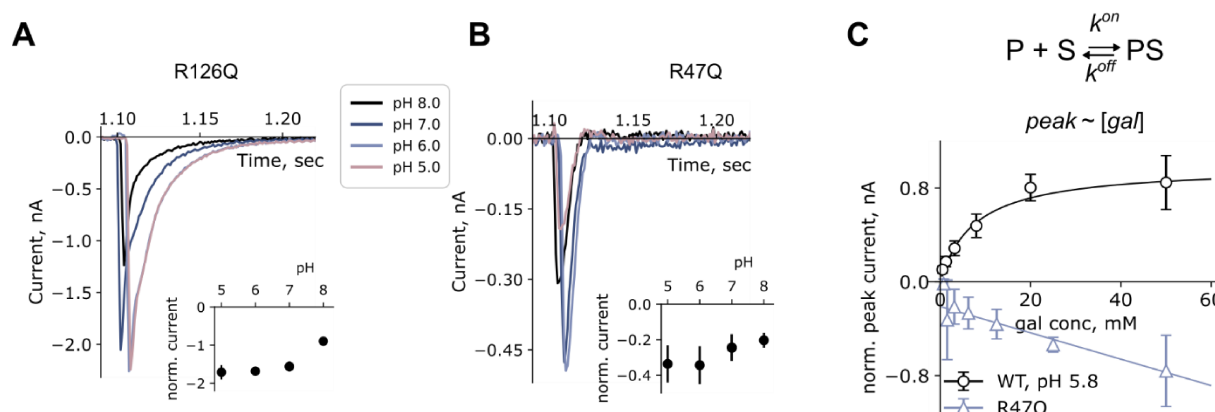 A
R126Q
1.10 1.15 1.20
Time, sec
0.0
−0.5
−1.0
−1.5
−2.0
Current, nA
pH
5 6 7 8
0
−1
−2
norm. current
pH 8.0
pH 7.0
pH 6.0
pH 5.0
B
R47Q
1.10 1.15 1.20
Time, sec
0.00
−0.15
−0.30
−0.45
Current, nA
pH
5 6 7 8
−0.0
−0.2
−0.4
norm. current
C
k^on
P + S ⇌ PS
k^off
peak ~ [gal]
0.8
0.0
−0.8
norm. peak current, nA
0 20 40 60
gal conc, mM
WT, pH 5.8
R47Q